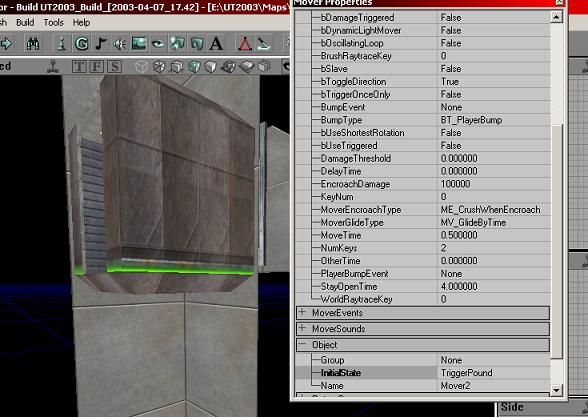 or - Build UT2003_Build_[2003-04-07_17.42] - [E:\UT2003/Maps/
sh Build Tools Help
ed T F S
Mover Properties
bDamageTriggered False
bDynamicLightMover False
bOscillatingLoop False
BrushRaytraceKey 0
bSlave False
bToggleDirection True
bTriggerOnceOnly False
BumpEvent None
BumpType BT_PlayerBump
bUseShortestRotation False
bUseTriggered False
DamageThreshold 0.000000
DelayTime 0.000000
EncroachDamage 100000
KeyNum 0
MoverEncroachType ME_CrushWhenEncroach
MoverGlideType MV_GlideByTime
MoveTime 0.500000
NumKeys 2
OtherTime 0.000000
PlayerBumpEvent None
StayOpenTime 4.000000
WorldRaytraceKey 0
MoverEvents
MoverSounds
Object
Group None
InitialState TriggerPound
Name Mover2
Side